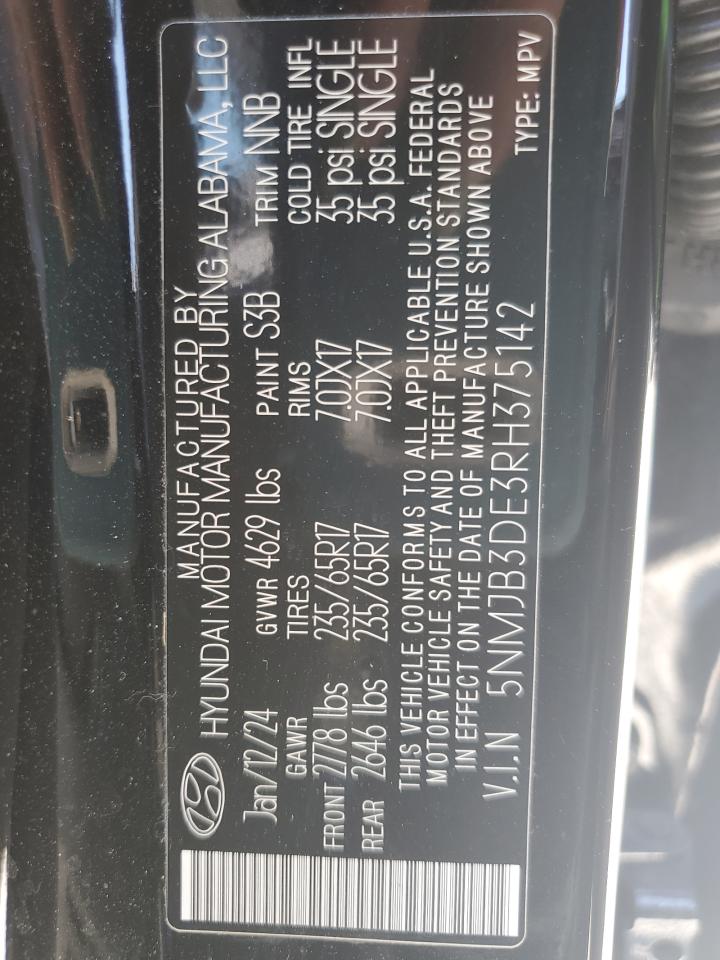 MANUFACTURED BY
HYUNDAI MOTOR MANUFACTURING ALABAMA, LLC
Jan/12/24 GVWR 4629 lbs PAINT S3B TRIM NNB
GAWR TIRES RIMS COLD TIRE INFL
FRONT 2778 lbs 235/65R17 7.0JX17 35 psi SINGLE
REAR 2646 lbs 235/65R17 7.0JX17 35 psi SINGLE
THIS VEHICLE CONFORMS TO ALL APPLICABLE U.S.A. FEDERAL
MOTOR VEHICLE SAFETY AND THEFT PREVENTION STANDARDS
IN EFFECT ON THE DATE OF MANUFACTURE SHOWN ABOVE
V.I.N 5NMJB3DE3RH375142 TYPE: MPV